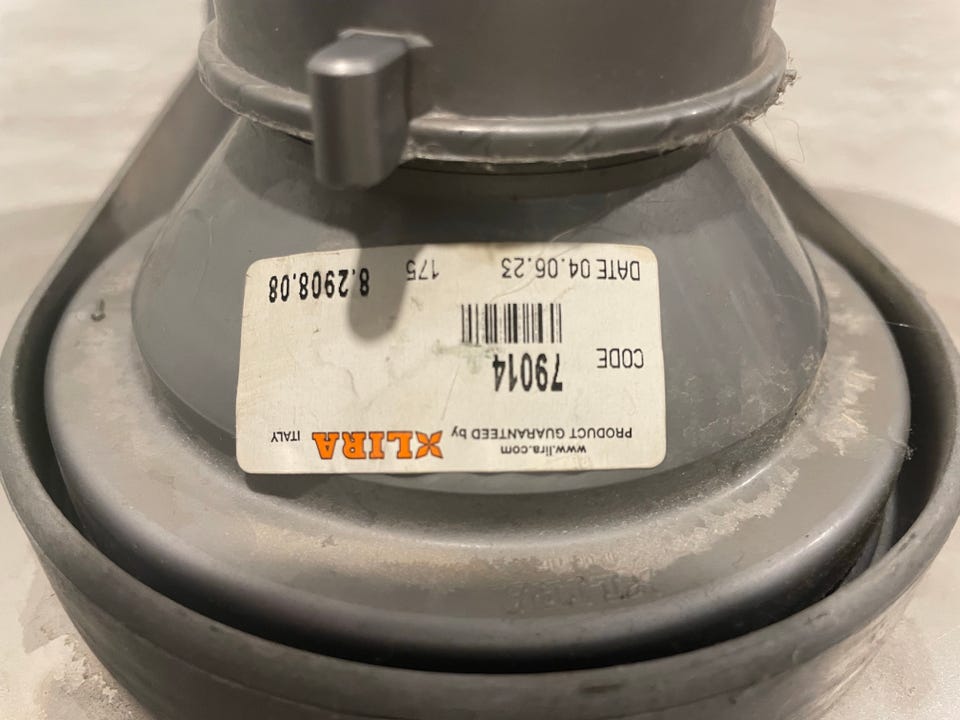 www.lira.com
PRODUCT GUARANTEED by LIRA ITALY
CODE 79014
DATE 04.06.23 175 8.2908.08